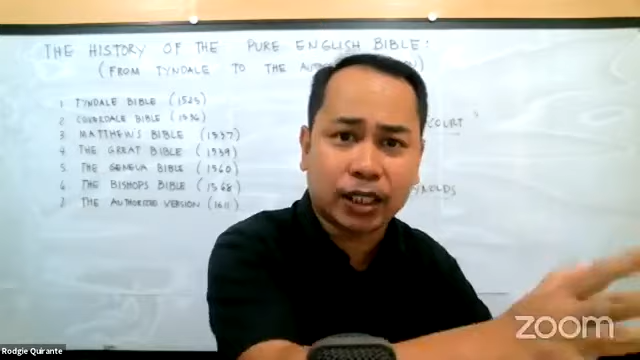 THE HISTORY OF THE PURE ENGLISH BIBLE:
(FROM TYNDALE TO THE
1 TYNDALE BIBLE (1525)
2 COVERDALE BIBLE (1536)
3 MATTHEW'S BIBLE (1537)
4 THE GREAT BIBLE (1539)
5 THE GENEVA BIBLE (1560)
6 THE BISHOPS BIBLE (1568)
7 THE AUTHORIZED VERSION (1611)
COURT
Rodgie Quirante
zoom